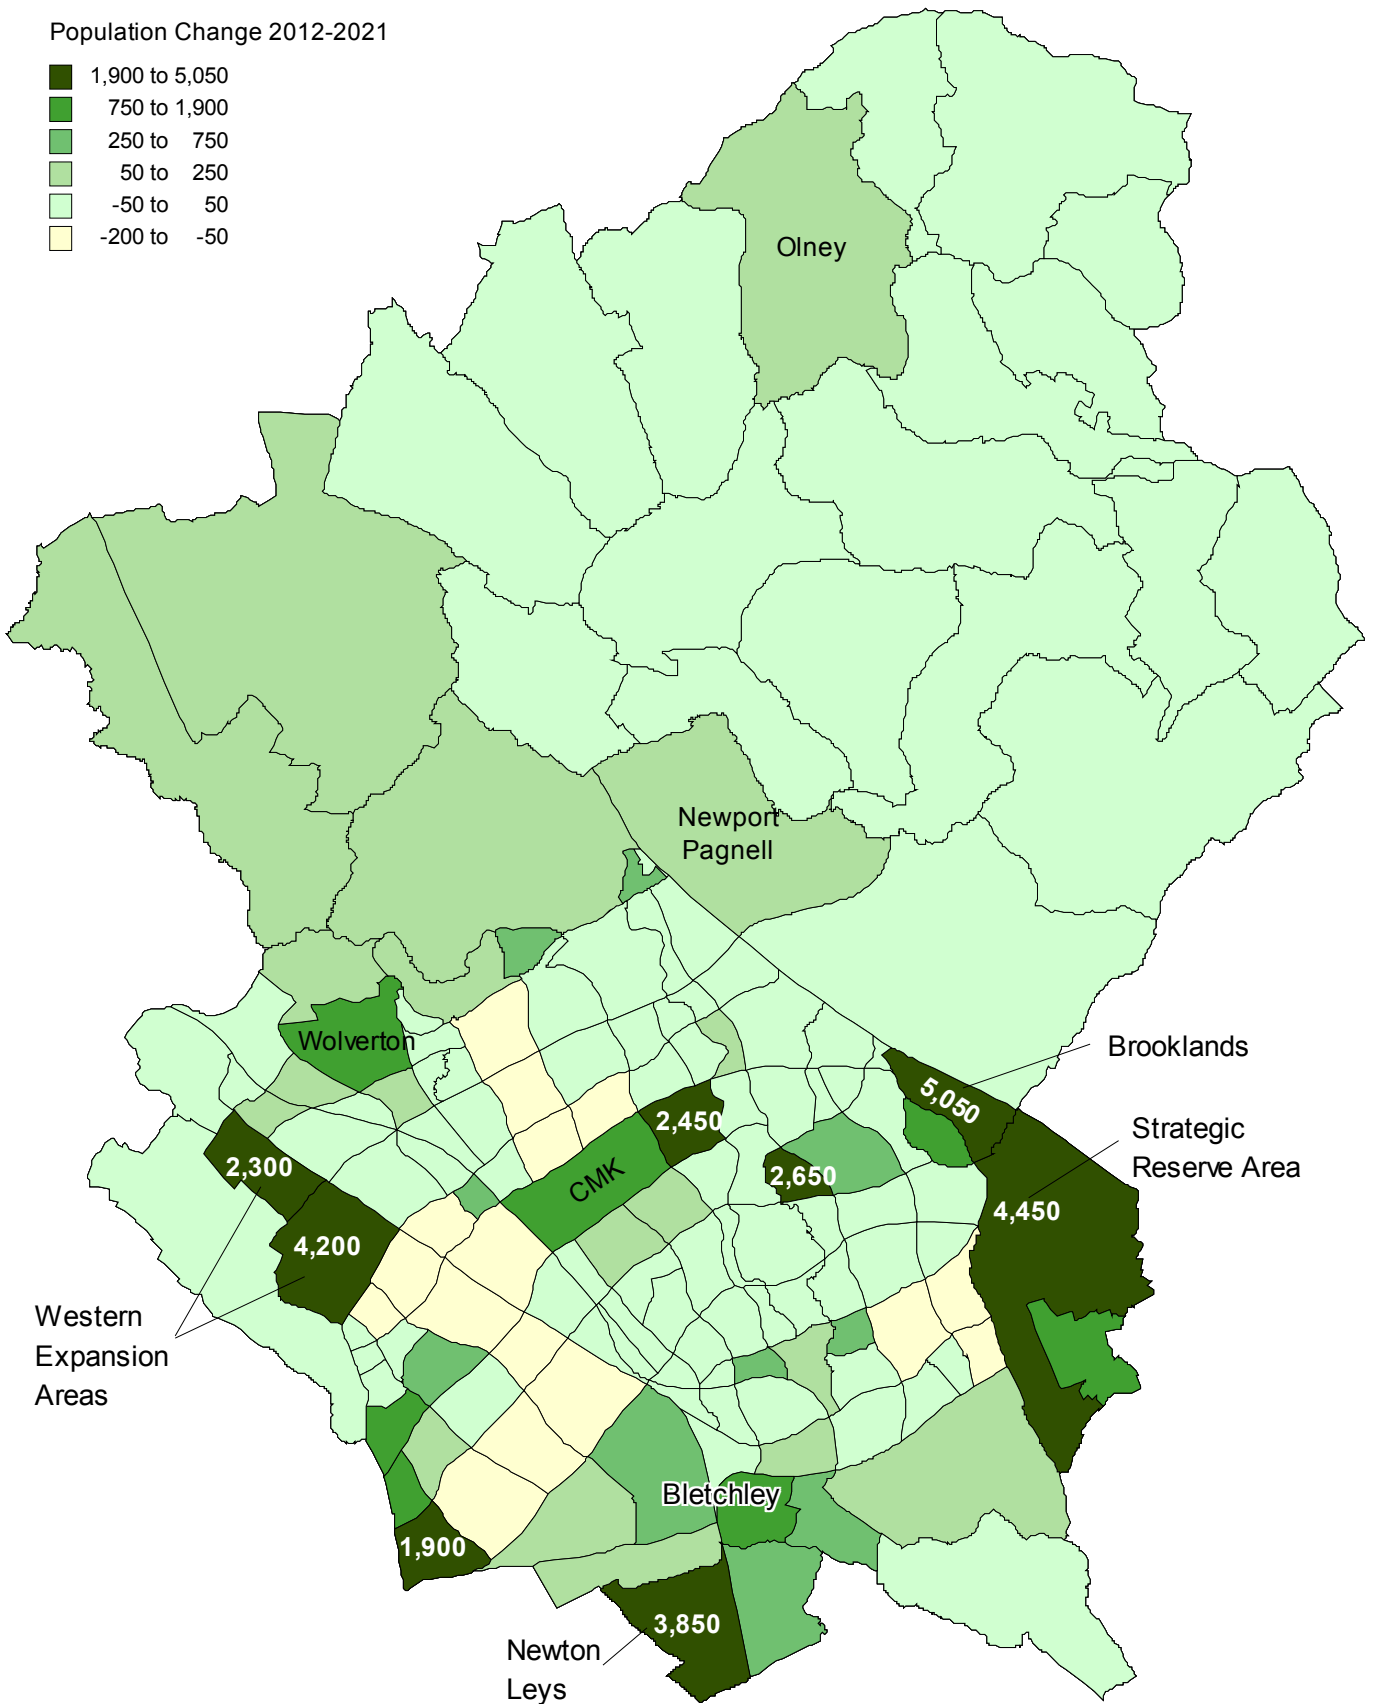 Population Change 2012-2021
1,900 to 5,050
750 to 1,900
250 to 750
50 to 250
-50 to 50
-200 to -50
Olney
Newport
Pagnell
Wolverton
Brooklands
5,050
Strategic
Reserve Area
2,450
2,300
CMK
2,650
4,450
4,200
Western
Expansion
Areas
Bletchley
1,900
3,850
Newton
Leys